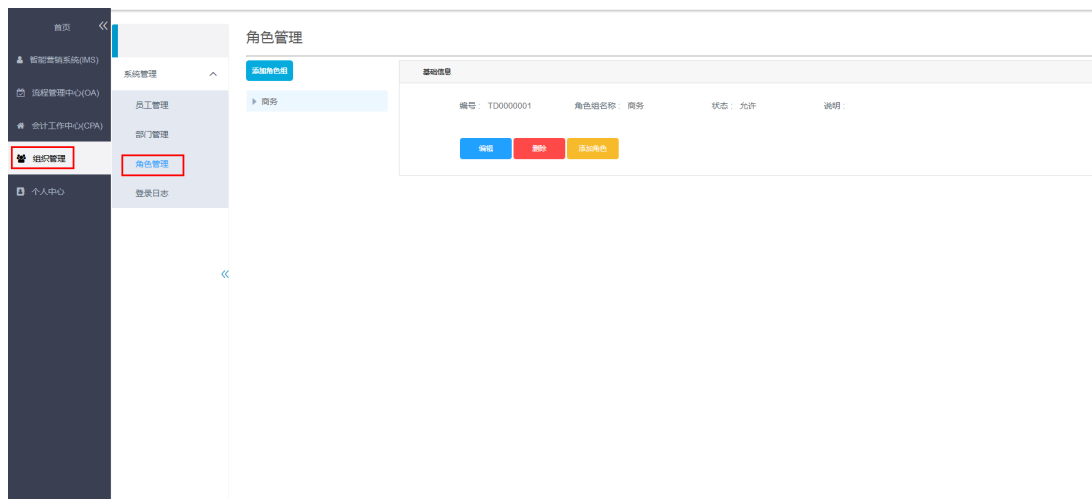 首页
智能营销系统(IMS)
流程管理中心(OA)
会计工作中心(CPA)
组织管理
个人中心
系统管理
员工管理
部门管理
角色管理
登录日志
角色管理
添加角色组
商务
基础信息
编号： TD0000001 角色组名称： 商务 状态： 允许 说明：
编辑 删除 添加角色